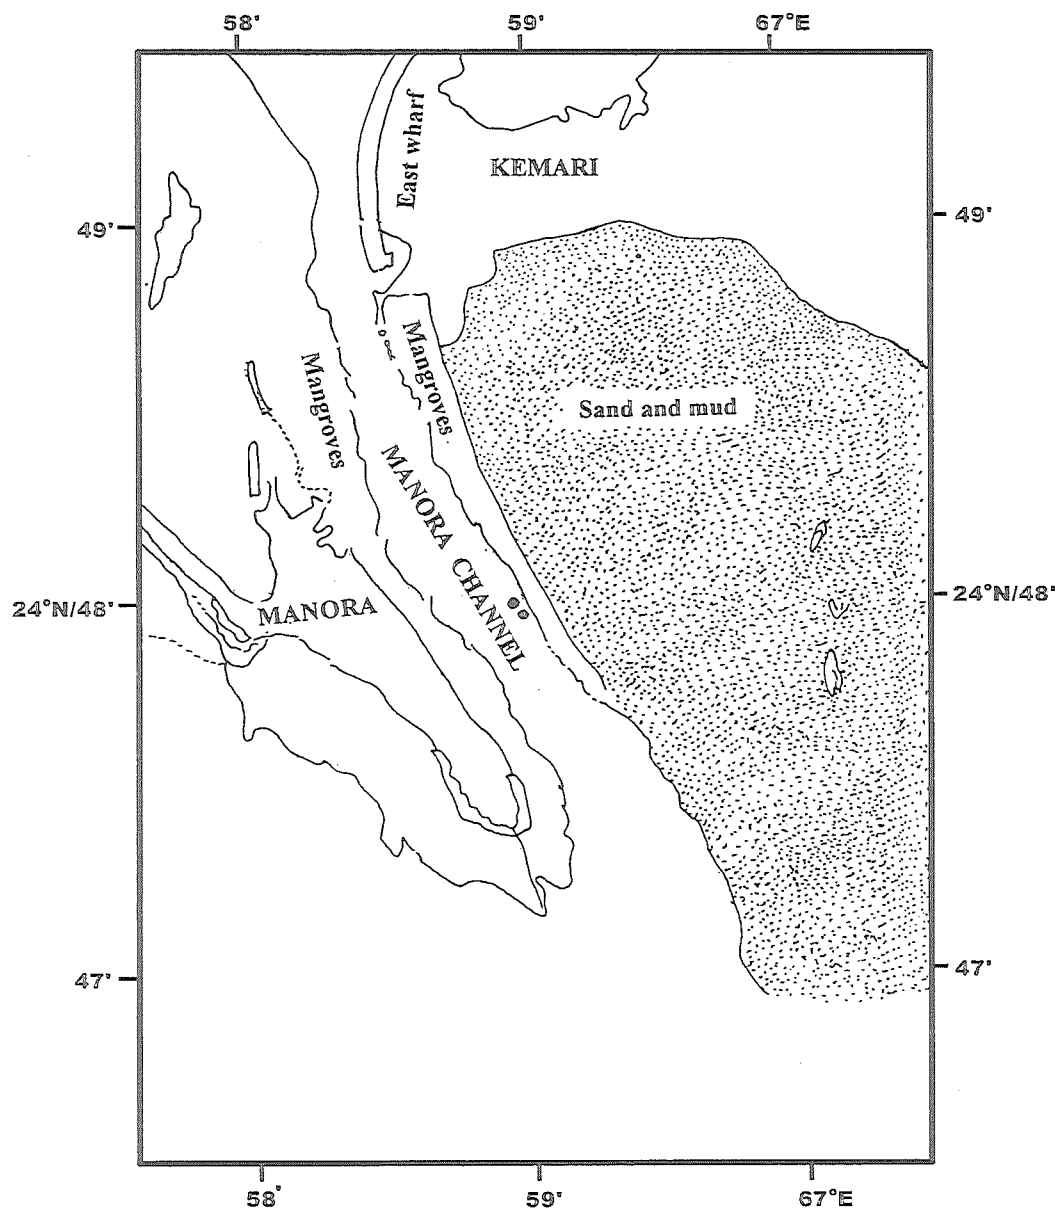 58' 59' 67°E
East wharf
KEMARI
49' 49'
Mangroves
Mangroves
Sand and mud
MANORA CHANNEL
24°N/48' 24°N/48'
MANORA
47' 47'
58' 59' 67°E